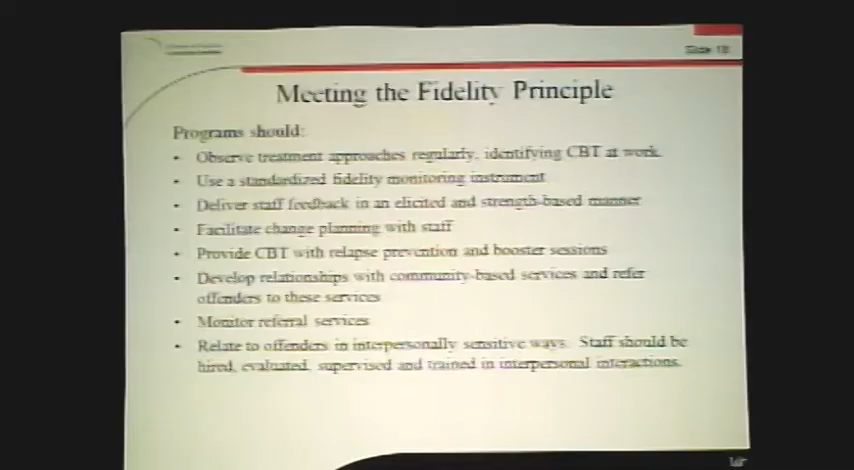 Slide 18
Meeting the Fidelity Principle
Programs should:
• Observe treatment approaches regularly, identifying CBT at work.
• Use a standardized fidelity monitoring instrument
• Deliver staff feedback in an elicited and strength-based manner
• Facilitate change planning with staff
• Provide CBT with relapse prevention and booster sessions
• Develop relationships with community-based services and refer
offenders to these services
• Monitor referral services
• Relate to offenders in interpersonally sensitive ways. Staff should be
hired, evaluated, supervised and trained in interpersonal interactions.